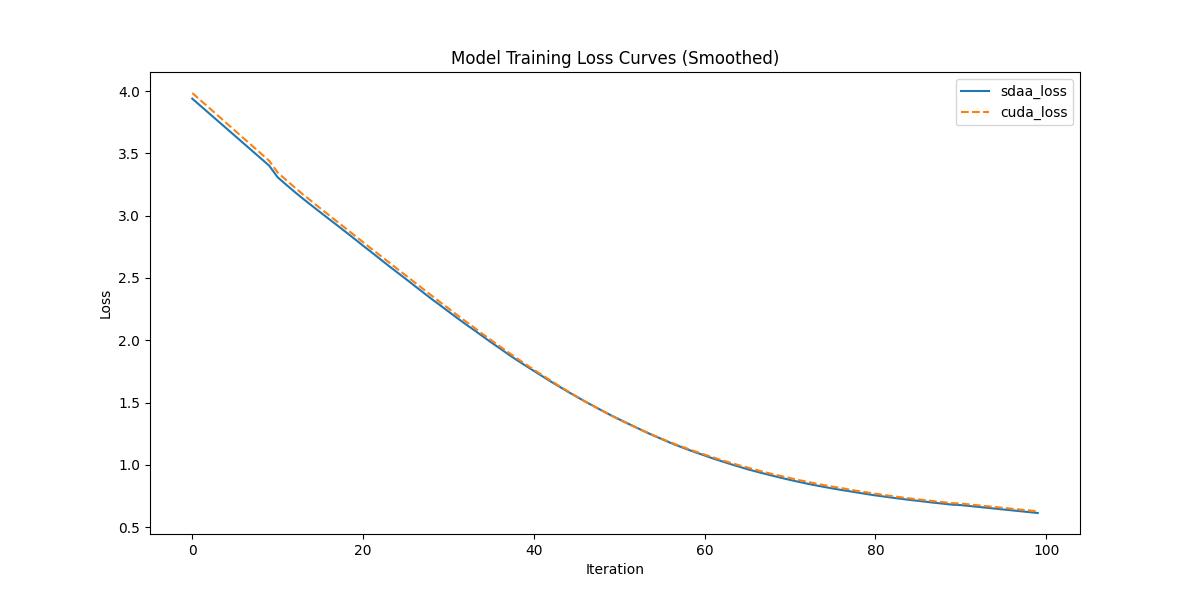 Model Training Loss Curves (Smoothed)
sdaa_loss
cuda_loss
4.0
3.5
3.0
2.5
2.0
1.5
1.0
0.5
Loss
0 20 40 60 80 100
Iteration